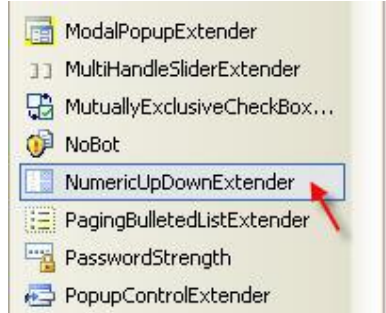 ModalPopupExtender
MultiHandleSliderExtender
MutuallyExclusiveCheckBox...
NoBot
NumericUpDownExtender
PagingBulletedListExtender
PasswordStrength
PopupControlExtender